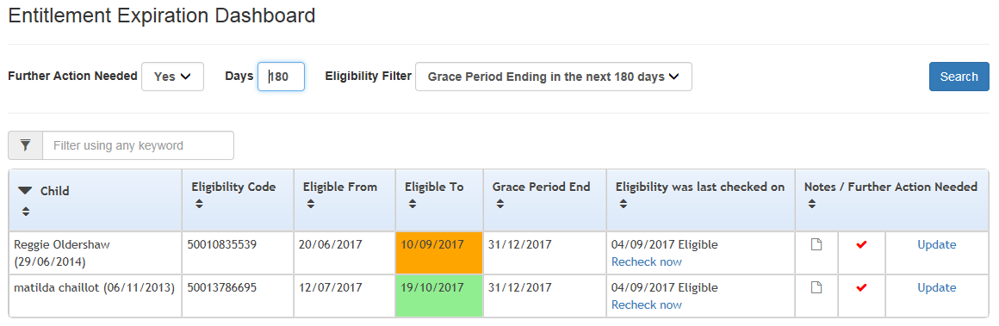 Entitlement Expiration Dashboard
Further Action Needed Yes Days 180 Eligibility Filter Grace Period Ending in the next 180 days Search
Filter using any keyword
Child Eligibility Code Eligible From Eligible To Grace Period End Eligibility was last checked on Notes / Further Action Needed
Reggie Oldershaw 50010835539 20/06/2017 10/09/2017 31/12/2017 04/09/2017 Eligible Update
(29/06/2014) Recheck now
matilda chaillot (06/11/2013) 50013786695 12/07/2017 19/10/2017 31/12/2017 04/09/2017 Eligible Update
Recheck now